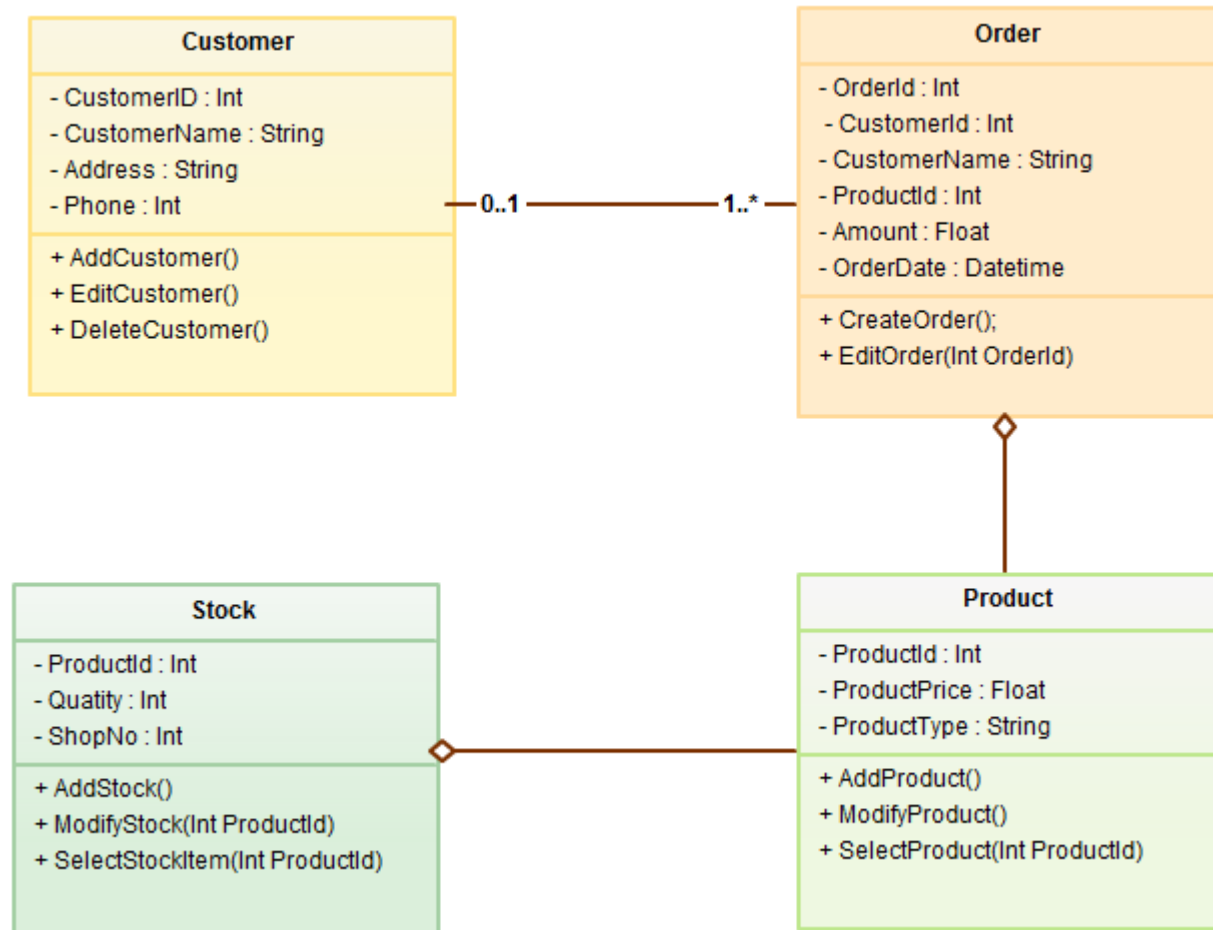 Customer
- CustomerID : Int
- CustomerName : String
- Address : String
- Phone : Int
+ AddCustomer()
+ EditCustomer()
+ DeleteCustomer()
0..1
1..*
Order
- OrderId : Int
- CustomerId : Int
- CustomerName : String
- ProductId : Int
- Amount : Float
- OrderDate : Datetime
+ CreateOrder();
+ EditOrder(Int OrderId)
Stock
- ProductId : Int
- Quatity : Int
- ShopNo : Int
+ AddStock()
+ ModifyStock(Int ProductId)
+ SelectStockItem(Int ProductId)
Product
- ProductId : Int
- ProductPrice : Float
- ProductType : String
+ AddProduct()
+ ModifyProduct()
+ SelectProduct(Int ProductId)